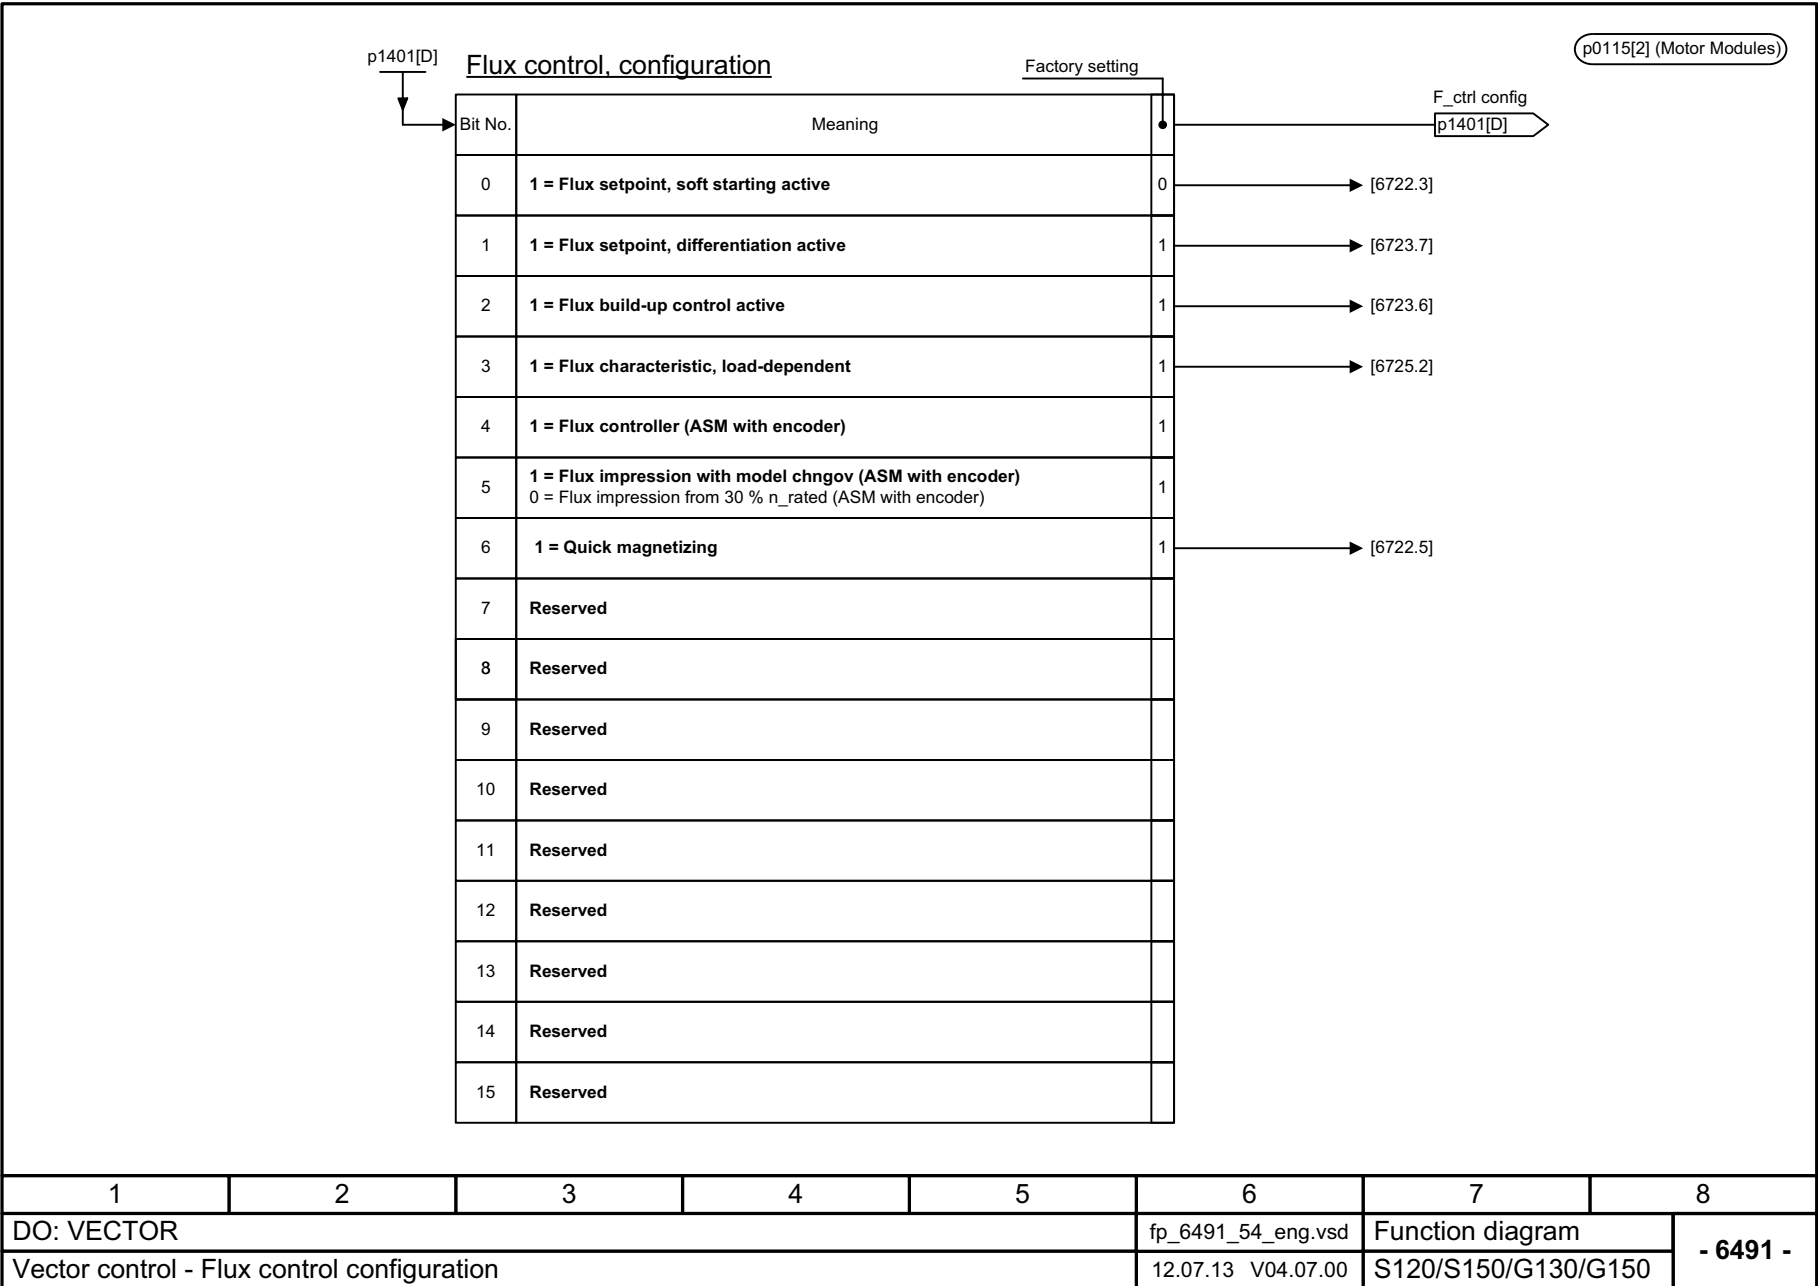 p1401[D]
Flux control, configuration
Factory setting
p0115[2] (Motor Modules)
F_ctrl config
p1401[D]
Bit No. Meaning
0 1 = Flux setpoint, soft starting active 0 [6722.3]
1 1 = Flux setpoint, differentiation active 1 [6723.7]
2 1 = Flux build-up control active 1 [6723.6]
3 1 = Flux characteristic, load-dependent 1 [6725.2]
4 1 = Flux controller (ASM with encoder) 1
5 1 = Flux impression with model chngov (ASM with encoder) 1
0 = Flux impression from 30 % n_rated (ASM with encoder)
6 1 = Quick magnetizing 1 [6722.5]
7 Reserved
8 Reserved
9 Reserved
10 Reserved
11 Reserved
12 Reserved
13 Reserved
14 Reserved
15 Reserved
1 2 3 4 5 6 7 8
DO: VECTOR fp_6491_54_eng.vsd Function diagram
- 6491 -
Vector control - Flux control configuration 12.07.13 V04.07.00 S120/S150/G130/G150